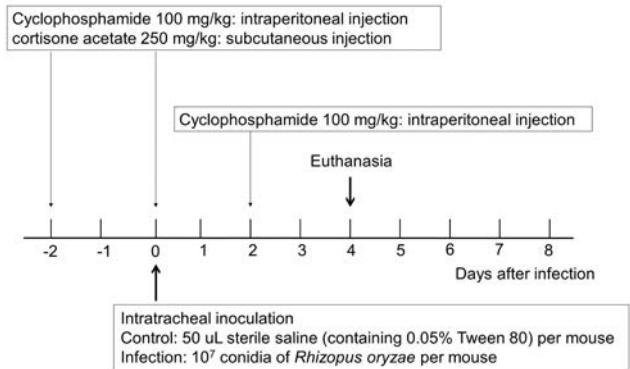 Cyclophosphamide 100 mg/kg: intraperitoneal injection
cortisone acetate 250 mg/kg: subcutaneous injection
Cyclophosphamide 100 mg/kg: intraperitoneal injection
Euthanasia
-2 -1 0 1 2 3 4 5 6 7 8
Days after infection
Intratracheal inoculation
Control: 50 uL sterile saline (containing 0.05% Tween 80) per mouse
Infection: 10⁷ conidia of Rhizopus oryzae per mouse